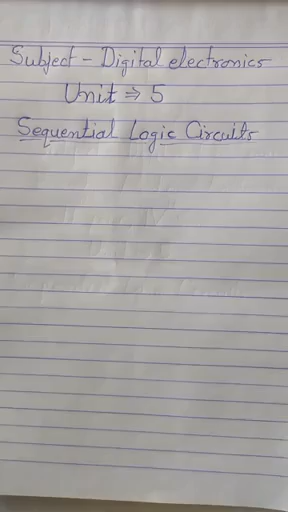 Subject - Digital electronics
Unit ⇒ 5
Sequential Logic Circuits